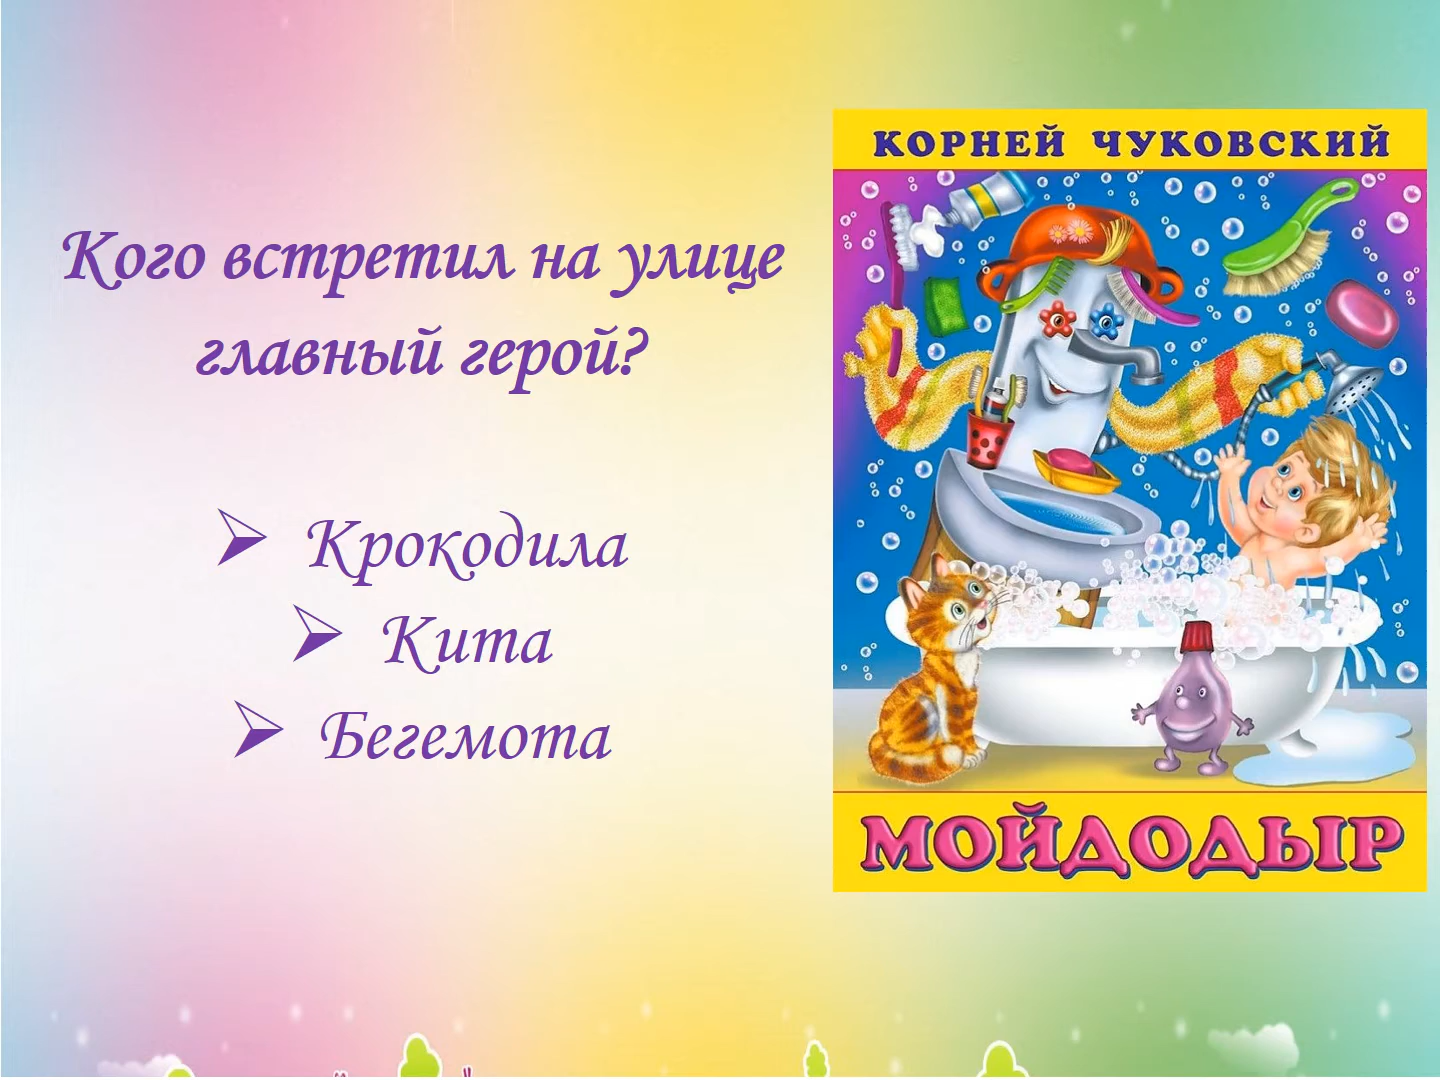 Кого встретил на улице
главный герой?
Крокодила
Кита
Бегемота
КОРНЕЙ ЧУКОВСКИЙ
МОЙДОДЫР